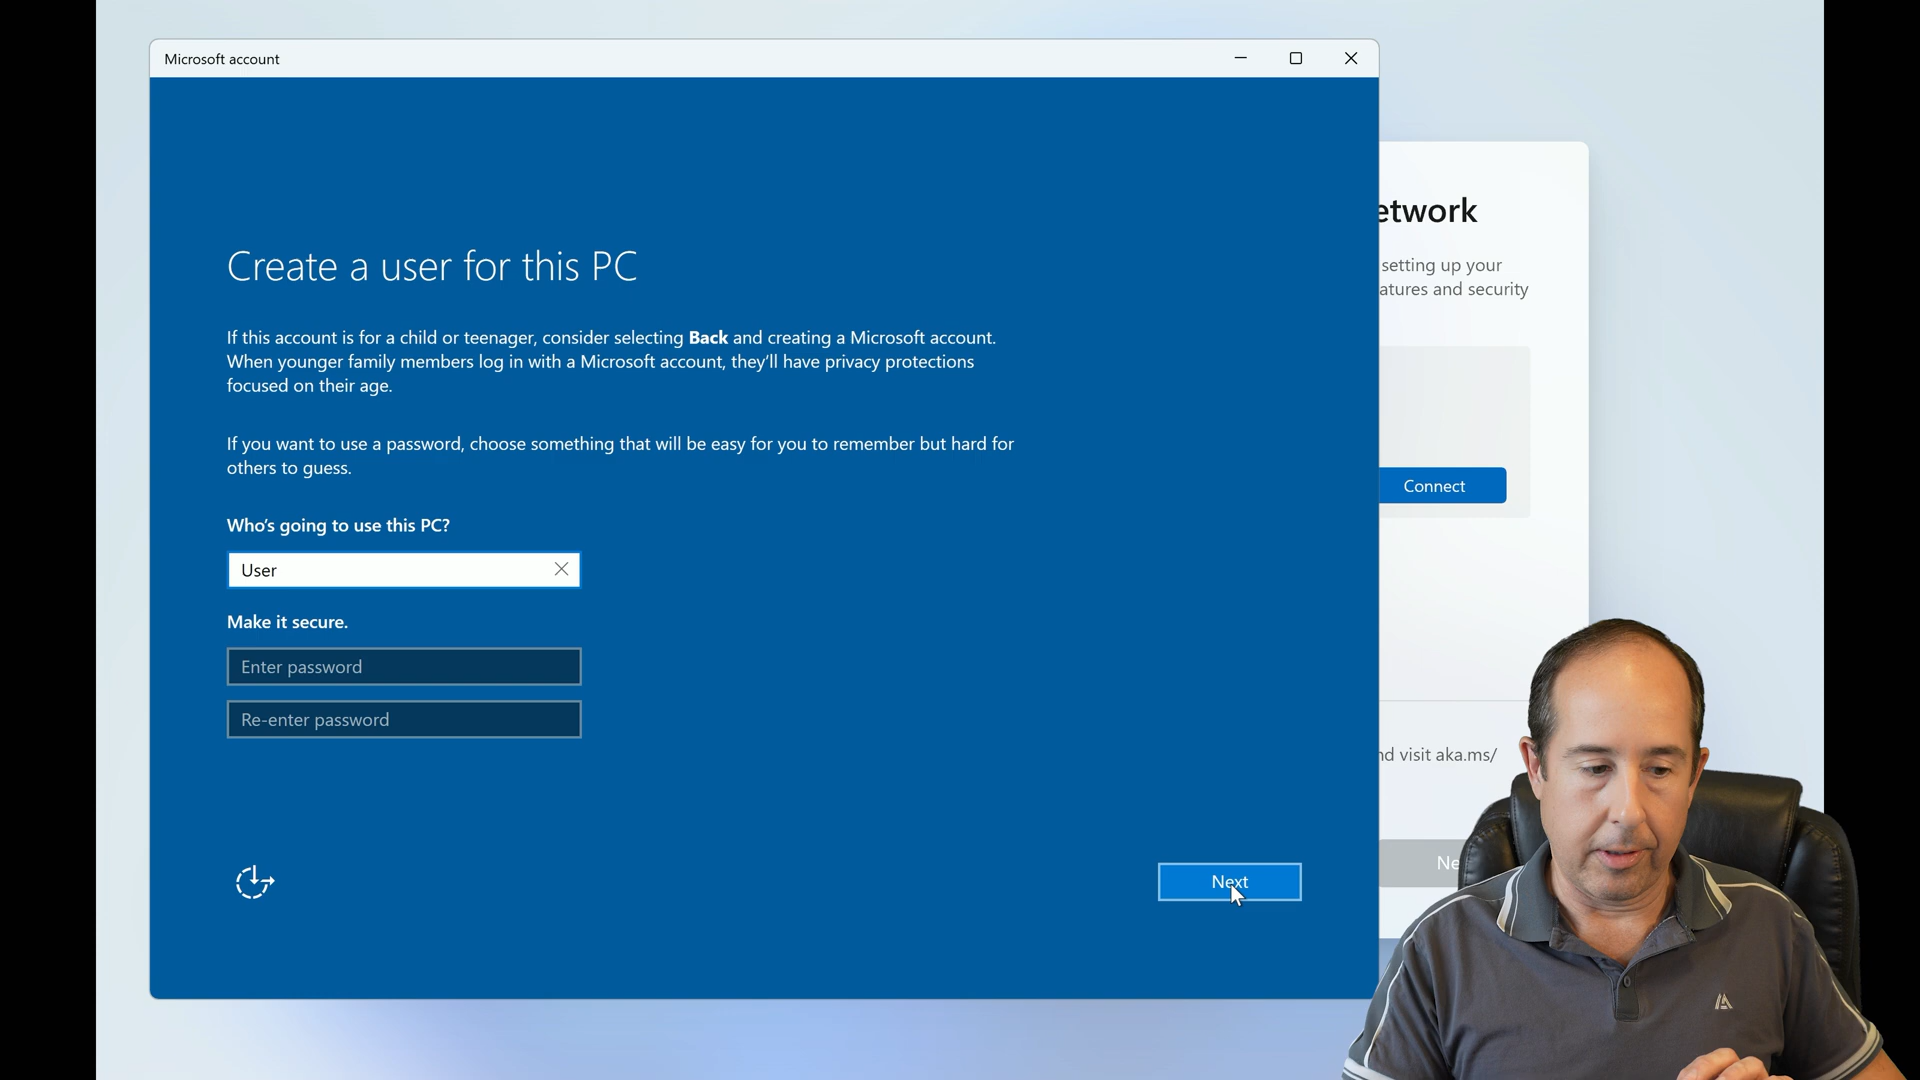 Microsoft account
Create a user for this PC
If this account is for a child or teenager, consider selecting Back and creating a Microsoft account.
When younger family members log in with a Microsoft account, they'll have privacy protections
focused on their age.
If you want to use a password, choose something that will be easy for you to remember but hard for
others to guess.
Who's going to use this PC?
User
Make it secure.
Enter password
Re-enter password
Next
etwork
setting up your
atures and security
Connect
nd visit aka.ms/
Ne